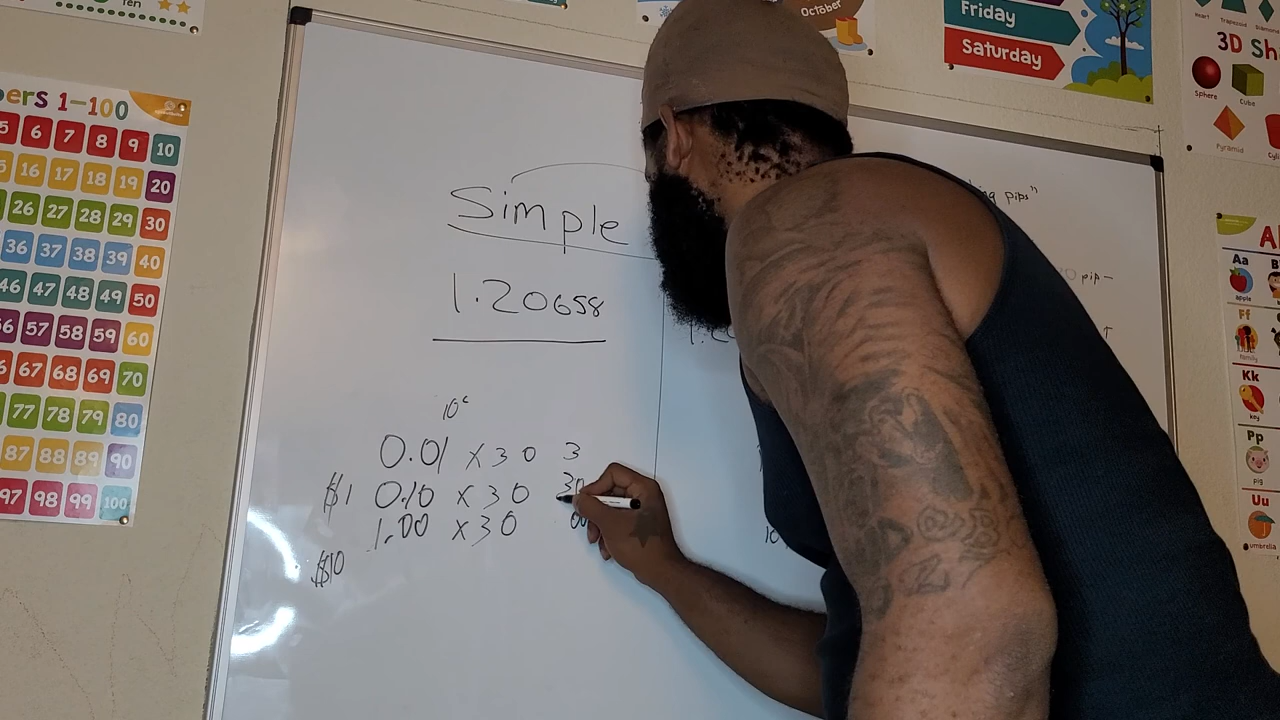 Ten
October
Friday
Saturday
3D Sh
Heart Trapezoid Diamond
Sphere Cube
Pyramid
ers 1-100
5 6 7 8 9 10
16 17 18 19 20
26 27 28 29 30
36 37 38 39 40
46 47 48 49 50
56 57 58 59 60
67 68 69 70
77 78 79 80
87 88 89 90
97 98 99 100
Simple
1.20658
10¢
0.01 x 30 3
$1 0.10 x 30 30
1.00 x 30
$10
pips"
pip-
Aa
apple
Ff
family
Kk
key
Pp
pig
Uu
umbrella